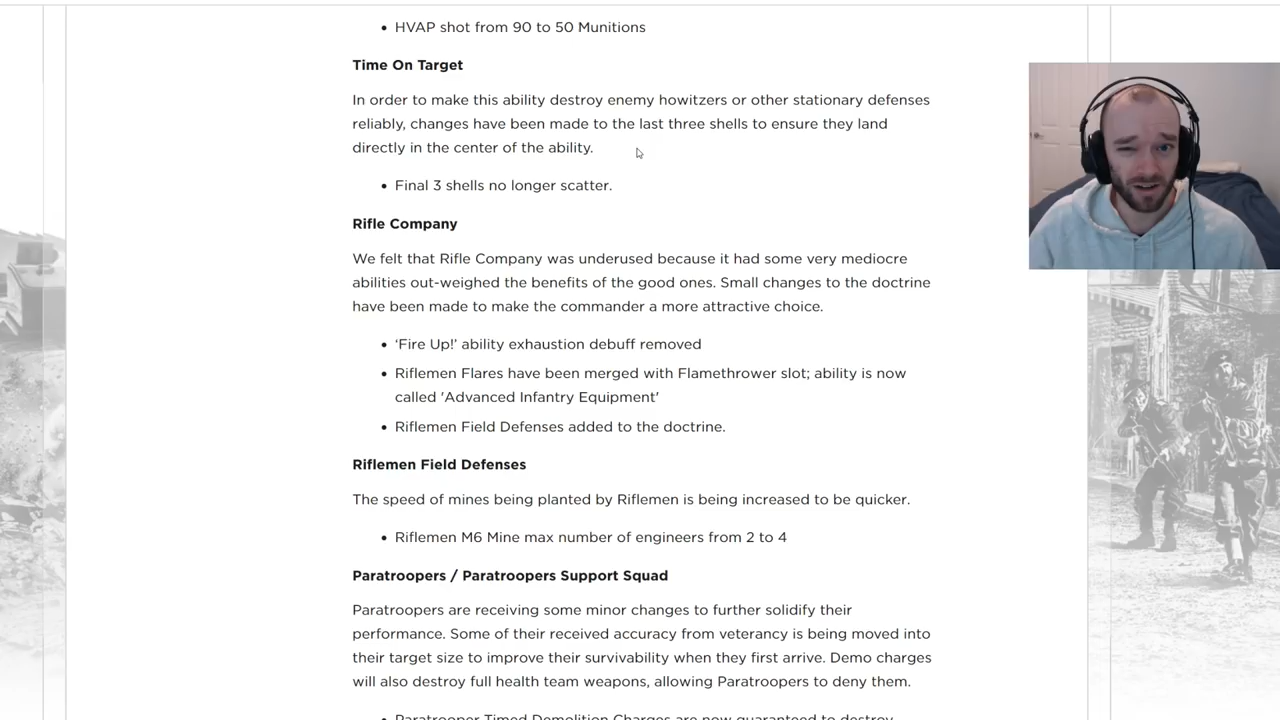 • HVAP shot from 90 to 50 Munitions
Time On Target
In order to make this ability destroy enemy howitzers or other stationary defenses
reliably, changes have been made to the last three shells to ensure they land
directly in the center of the ability.
• Final 3 shells no longer scatter.
Rifle Company
We felt that Rifle Company was underused because it had some very mediocre
abilities out-weighed the benefits of the good ones. Small changes to the doctrine
have been made to make the commander a more attractive choice.
• ‘Fire Up!’ ability exhaustion debuff removed
• Riflemen Flares have been merged with Flamethrower slot; ability is now
called 'Advanced Infantry Equipment'
• Riflemen Field Defenses added to the doctrine.
Riflemen Field Defenses
The speed of mines being planted by Riflemen is being increased to be quicker.
• Riflemen M6 Mine max number of engineers from 2 to 4
Paratroopers / Paratroopers Support Squad
Paratroopers are receiving some minor changes to further solidify their
performance. Some of their received accuracy from veterancy is being moved into
their target size to improve their survivability when they first arrive. Demo charges
will also destroy full health team weapons, allowing Paratroopers to deny them.
• Paratrooper Timed Demolition Charges are now guaranteed to destroy